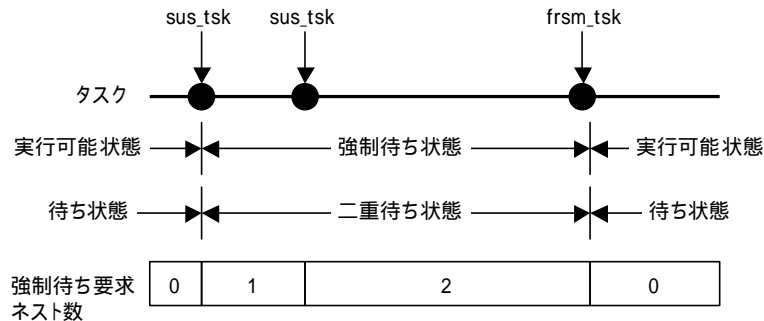 sus_tsk sus_tsk frsm_tsk
タスク
実行可能状態 強制待ち状態 実行可能状態
待ち状態 二重待ち状態 待ち状態
強制待ち要求 0 1 2 0
ネスト数